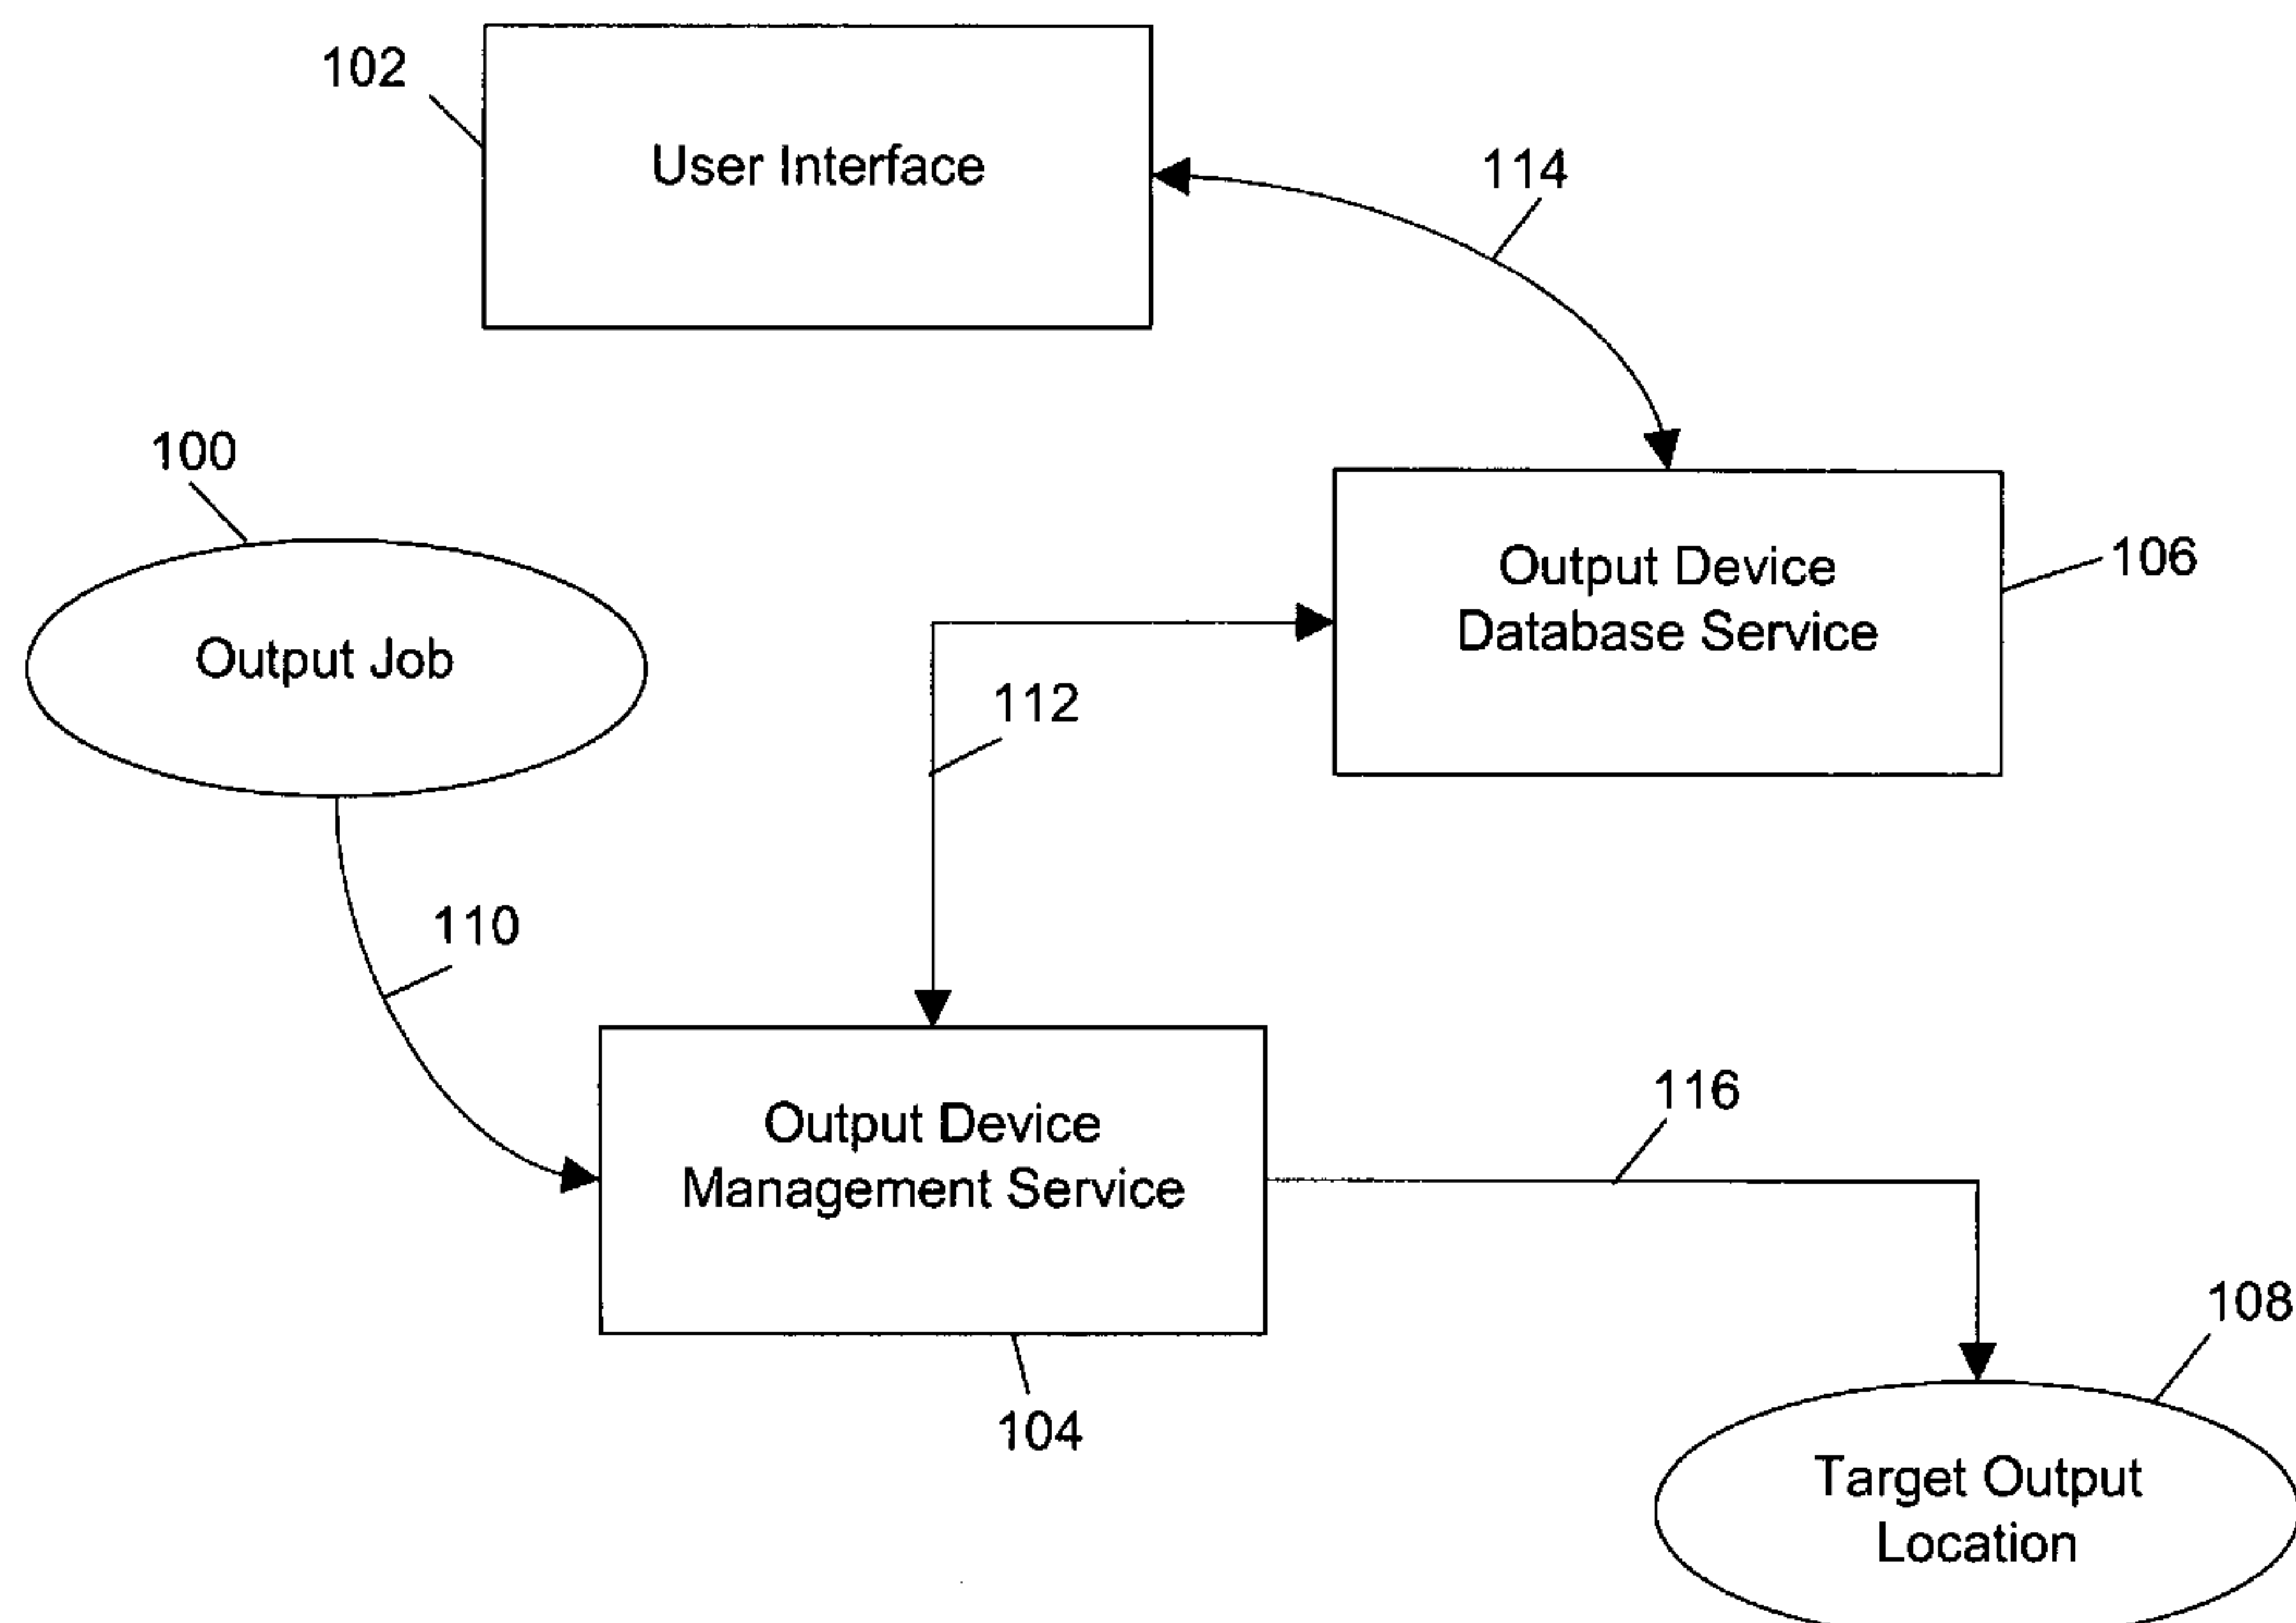 102
User Interface
114
100
Output Job
Output Device
Database Service
106
112
110
Output Device
Management Service
116
104
108
Target Output
Location